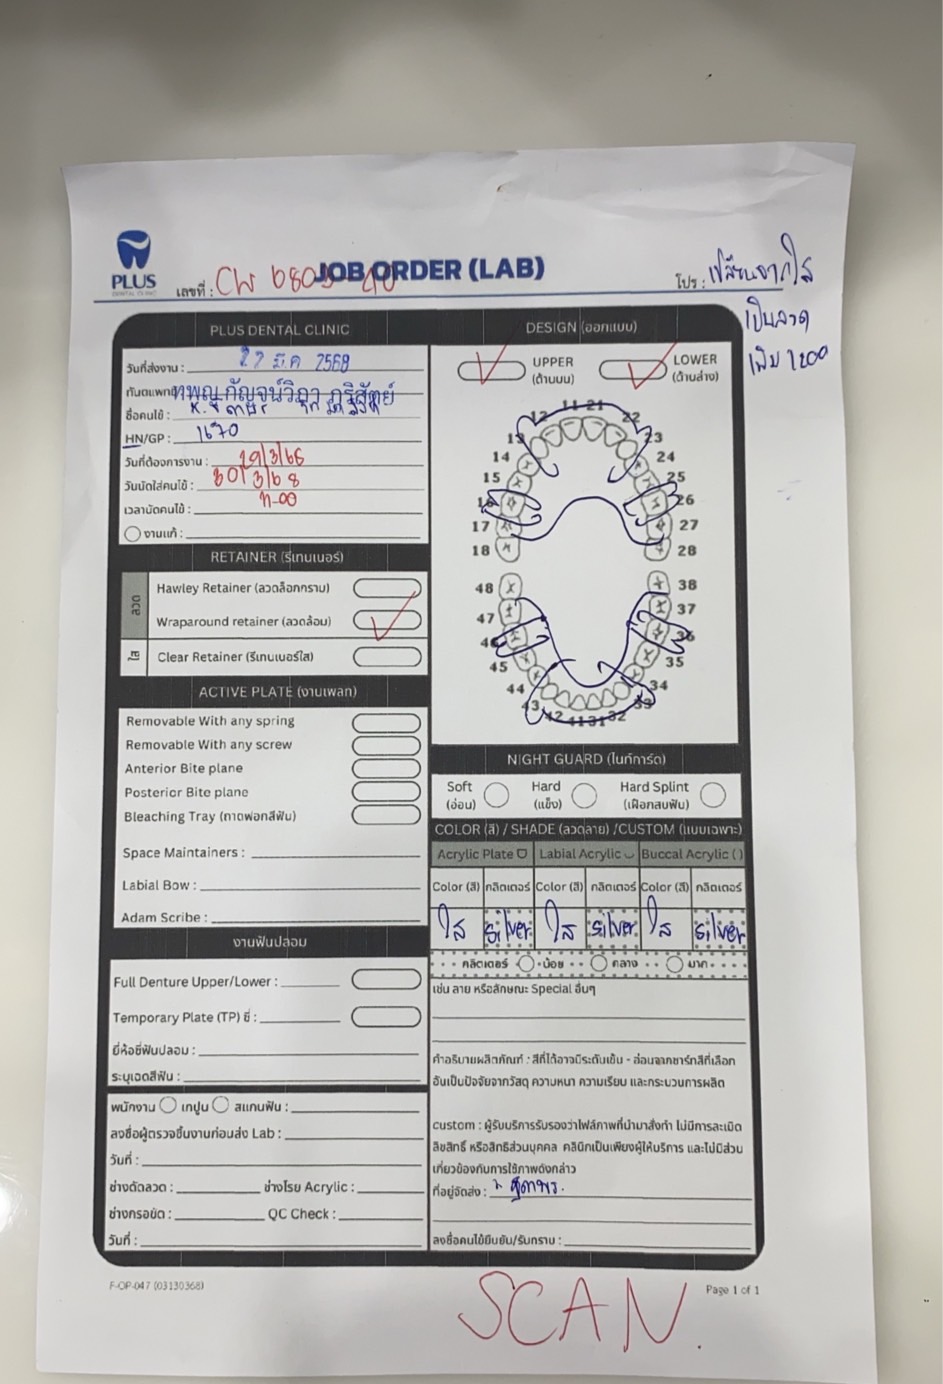 PLUS
DENTAL CLINIC
JOB ORDER (LAB)
เลขที่ : CW 6803
โปร : เปลี่ยนจากใส
เป็นลวด
เพิ่ม 1200
PLUS DENTAL CLINIC
วันที่ส่งงาน : 27 มี.ค 2568
ทันตแพทย์ ทพญ.กัญจน์วิภา ภูริสัตย์
ชื่อคนไข้ : K.
HN/GP : 1670
วันที่ต้องการงาน : 29/3/68
วันนัดใส่คนไข้ : 30/3/68
เวลานัดคนไข้ : 11-00
งานแก้ :
RETAINER (รีเทนเนอร์)
ลวด
Hawley Retainer (ลวดล็อกกราม)
Wraparound retainer (ลวดล้อม)
ใส
Clear Retainer (รีเทนเนอร์ใส)
ACTIVE PLATE (งานเพลท)
Removable With any spring
Removable With any screw
Anterior Bite plane
Posterior Bite plane
Bleaching Tray (ถาดฟอกสีฟัน)
Space Maintainers :
Labial Bow :
Adam Scribe :
งานฟันปลอม
Full Denture Upper/Lower :
Temporary Plate (TP) ซี่ :
ยี่ห้อซี่ฟันปลอม :
ระบุเฉดสีฟัน :
พนักงาน เทปูน สแกนฟัน :
ลงชื่อผู้ตรวจชิ้นงานก่อนส่ง Lab :
วันที่ :
ช่างดัดลวด : ช่างโรย Acrylic :
ช่างกรอขัด : QC Check :
วันที่ :
DESIGN (ออกแบบ)
UPPER
(ด้านบน)
LOWER
(ด้านล่าง)
11 21
12 22
13 23
14 24
15 25
16 26
17 27
18 28
48 38
47 37
46 36
45 35
44 34
43 33
42 41 31 32
NIGHT GUARD (ไนท์การ์ด)
Soft
(อ่อน)
Hard
(แข็ง)
Hard Splint
(เฝือกสบฟัน)
COLOR (สี) / SHADE (ลวดลาย) /CUSTOM (แบบเฉพาะ)
Acrylic Plate Labial Acrylic Buccal Acrylic ( )
Color (สี) กลิตเตอร์ Color (สี) กลิตเตอร์ Color (สี) กลิตเตอร์
ใส silver ใส silver ใส silver
กลิตเตอร์ น้อย กลาง มาก
เช่น ลาย หรือลักษณะ Special อื่นๆ
คำอธิบายผลิตภัณฑ์ : สีที่ได้อาจมีระดับเข้ม - อ่อนจากชาร์ทสีที่เลือก
อันเป็นปัจจัยจากวัสดุ ความหนา ความเรียบ และกระบวนการผลิต
custom : ผู้รับบริการรับรองว่าไฟล์ภาพที่นำมาสั่งทำ ไม่มีการละเมิด
ลิขสิทธิ์ หรือสิทธิส่วนบุคคล คลินิกเป็นเพียงผู้ให้บริการ และไม่มีส่วน
เกี่ยวข้องกับการใช้ภาพดังกล่าว
ที่อยู่จัดส่ง :
ลงชื่อคนไข้ยืนยัน/รับทราบ :
F-OP-047 (03130368)
Page 1 of 1
SCAN.